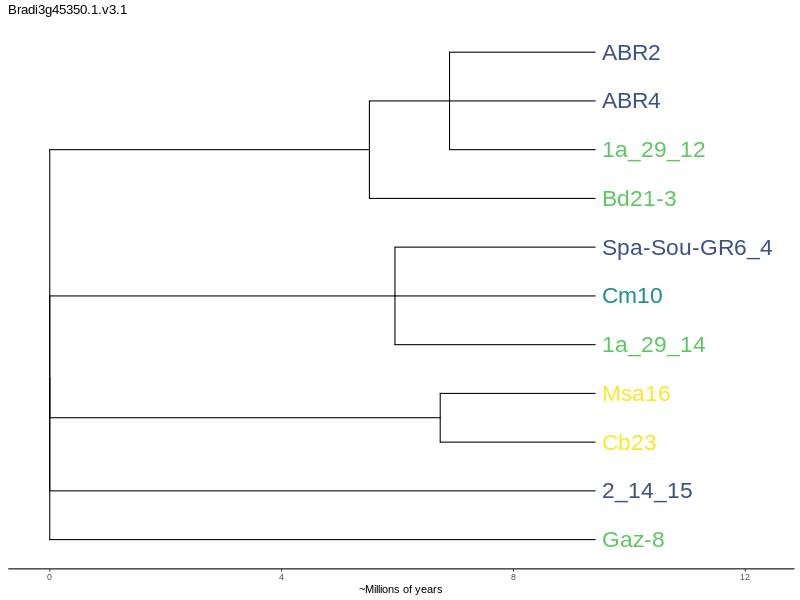 Bradi3g45350.1.v3.1
ABR2
ABR4
1a_29_12
Bd21-3
Spa-Sou-GR6_4
Cm10
1a_29_14
Msa16
Cb23
2_14_15
Gaz-8
0 4 8 12
~Millions of years